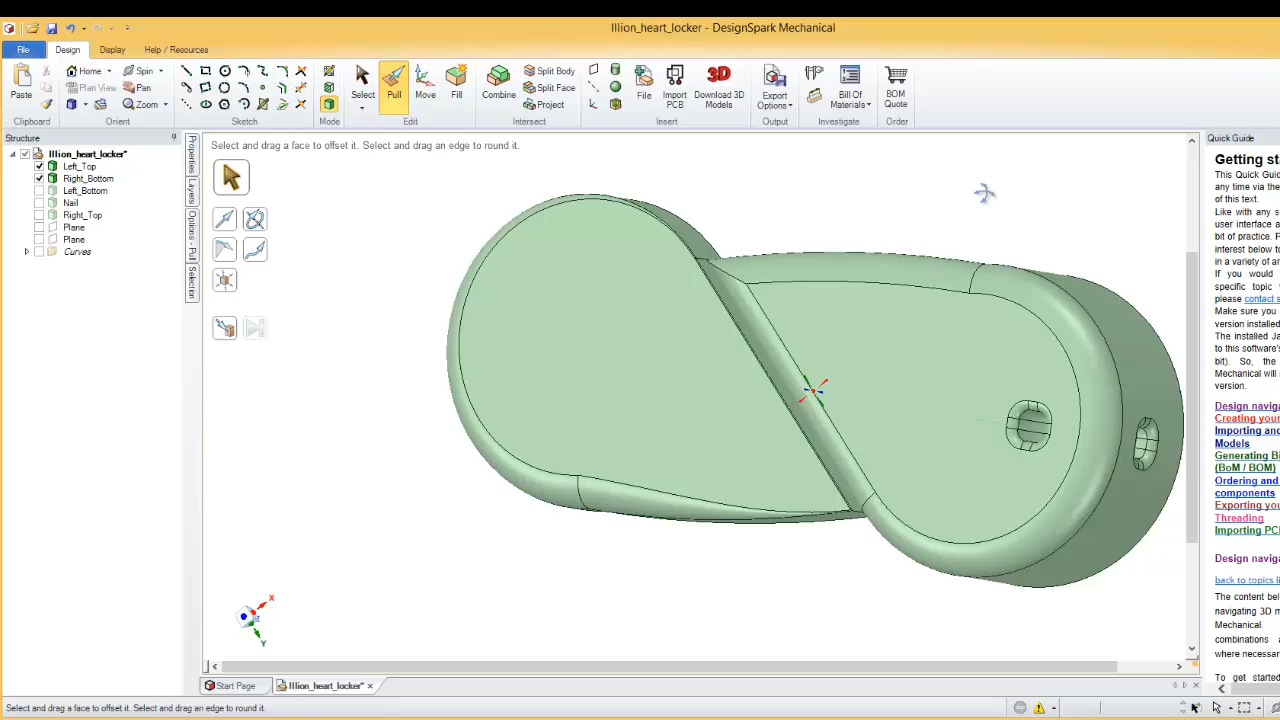 Illion_heart_locker - DesignSpark Mechanical
File Design Display Help / Resources
Paste
Clipboard
Home Spin
Plan View Pan
Zoom
Orient
Sketch
Mode
Select Pull Move Fill
Edit
Combine
Split Body
Split Face
Project
Intersect
File Import PCB Download 3D Models
Insert
Export Options
Output
Bill Of Materials
Investigate
BOM Quote
Order
Structure
Illion_heart_locker*
Left_Top
Right_Bottom
Left_Bottom
Nail
Right_Top
Plane
Plane
Curves
Properties
Layers
Options - Pull
Selection
Select and drag a face to offset it. Select and drag an edge to round it.
X
Y
Quick Guide
Getting sta
This Quick Guid
any time via the
of this text.
Like with any s
user interface a
bit of practice. F
interest below to
in a variety of ar
If you would
specific topic
please contact s
Make sure you
version installed
The installed Ja
to this software's
bit). So, the
Mechanical will
version.
Design naviga
Creating your
Importing and
Models
Generating Bi
(BoM / BOM)
Ordering and
components
Exporting you
Threading
Importing PC
Design naviga
back to topics li
The content bel
navigating 3D m
Mechanical.
combinations a
where necessar
To get started
Start Page Illion_heart_locker* x
Select and drag a face to offset it. Select and drag an edge to round it.